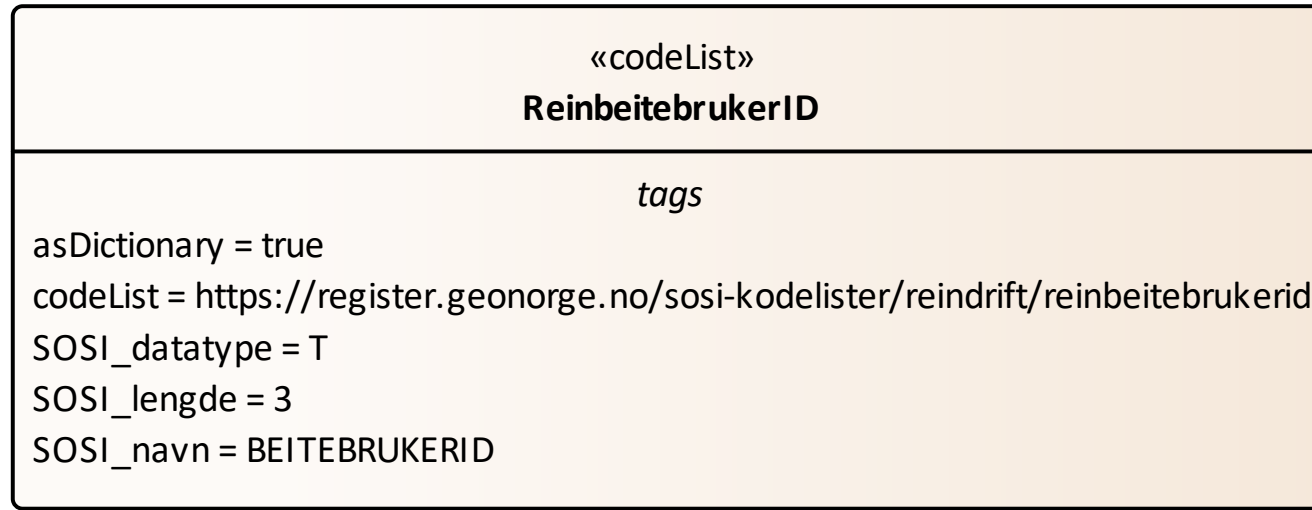 «codeList»
ReinbeitebrukerID
tags
asDictionary = true
codeList = https://register.geonorge.no/sosi-kodelister/reindrift/reinbeitebrukerid
SOSI_datatype = T
SOSI_lengde = 3
SOSI_navn = BEITEBRUKERID